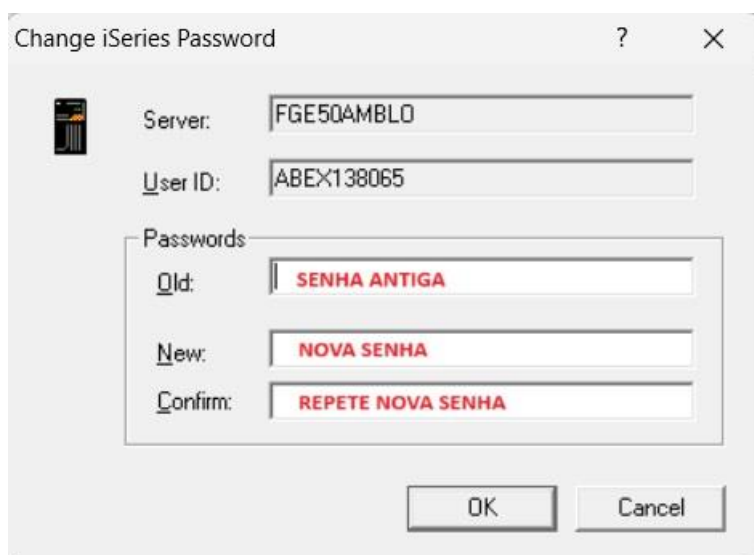 Change iSeries Password ? X
Server: FGE50AMBLO
User ID: ABEX138065
Passwords
Old: SENHA ANTIGA
New: NOVA SENHA
Confirm: REPETE NOVA SENHA
OK Cancel